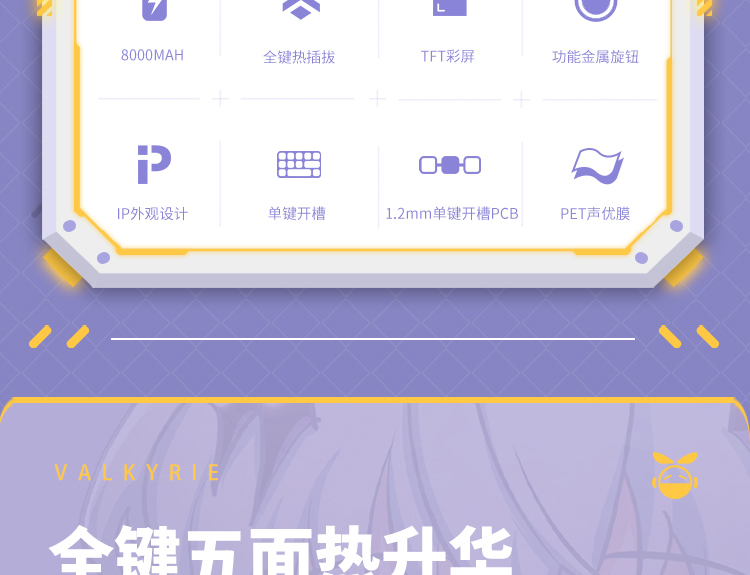 8000MAH
全键热插拔
TFT彩屏
功能金属旋钮
IP外观设计
单键开槽
1.2mm单键开槽PCB
PET声优膜
VALKYRIE
全键五面热升华